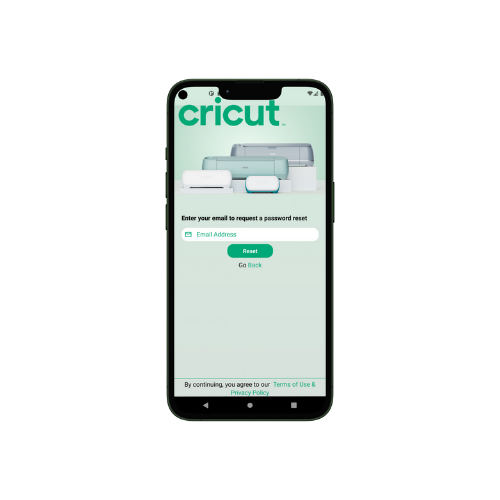 cricut
Enter your email to request a password reset
Email Address
Reset
Go Back
By continuing, you agree to our Terms of Use &
Privacy Policy